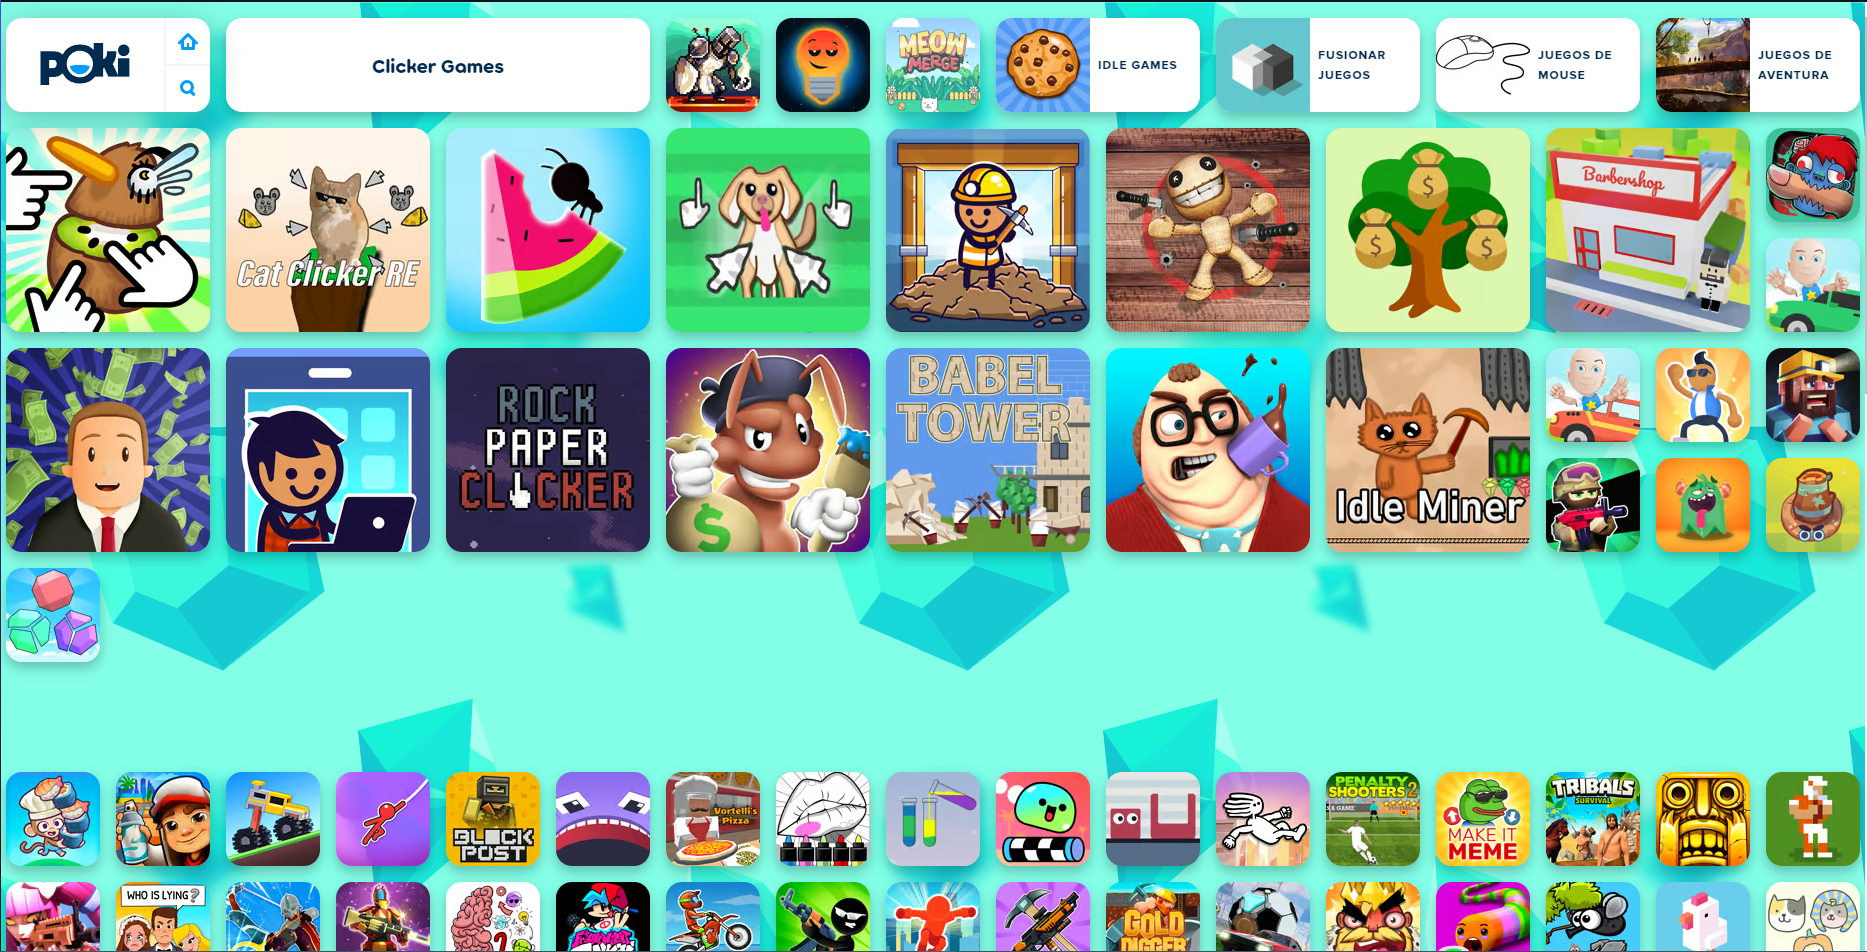 POKi
Clicker Games
MEOW
MERGE
IDLE GAMES
FUSIONAR
JUEGOS
JUEGOS DE
MOUSE
JUEGOS DE
AVENTURA
Cat Clicker RE
Barbershop
ROCK
PAPER
CLICKER
BABEL
TOWER
Idle Miner
BLOCK
POST
Vortelli's
Pizza
PENALTY
SHOOTERS 2
MAKE IT
MEME
TRIBALS
SURVIVAL
WHO IS LYING?
GOLD
DIGGER